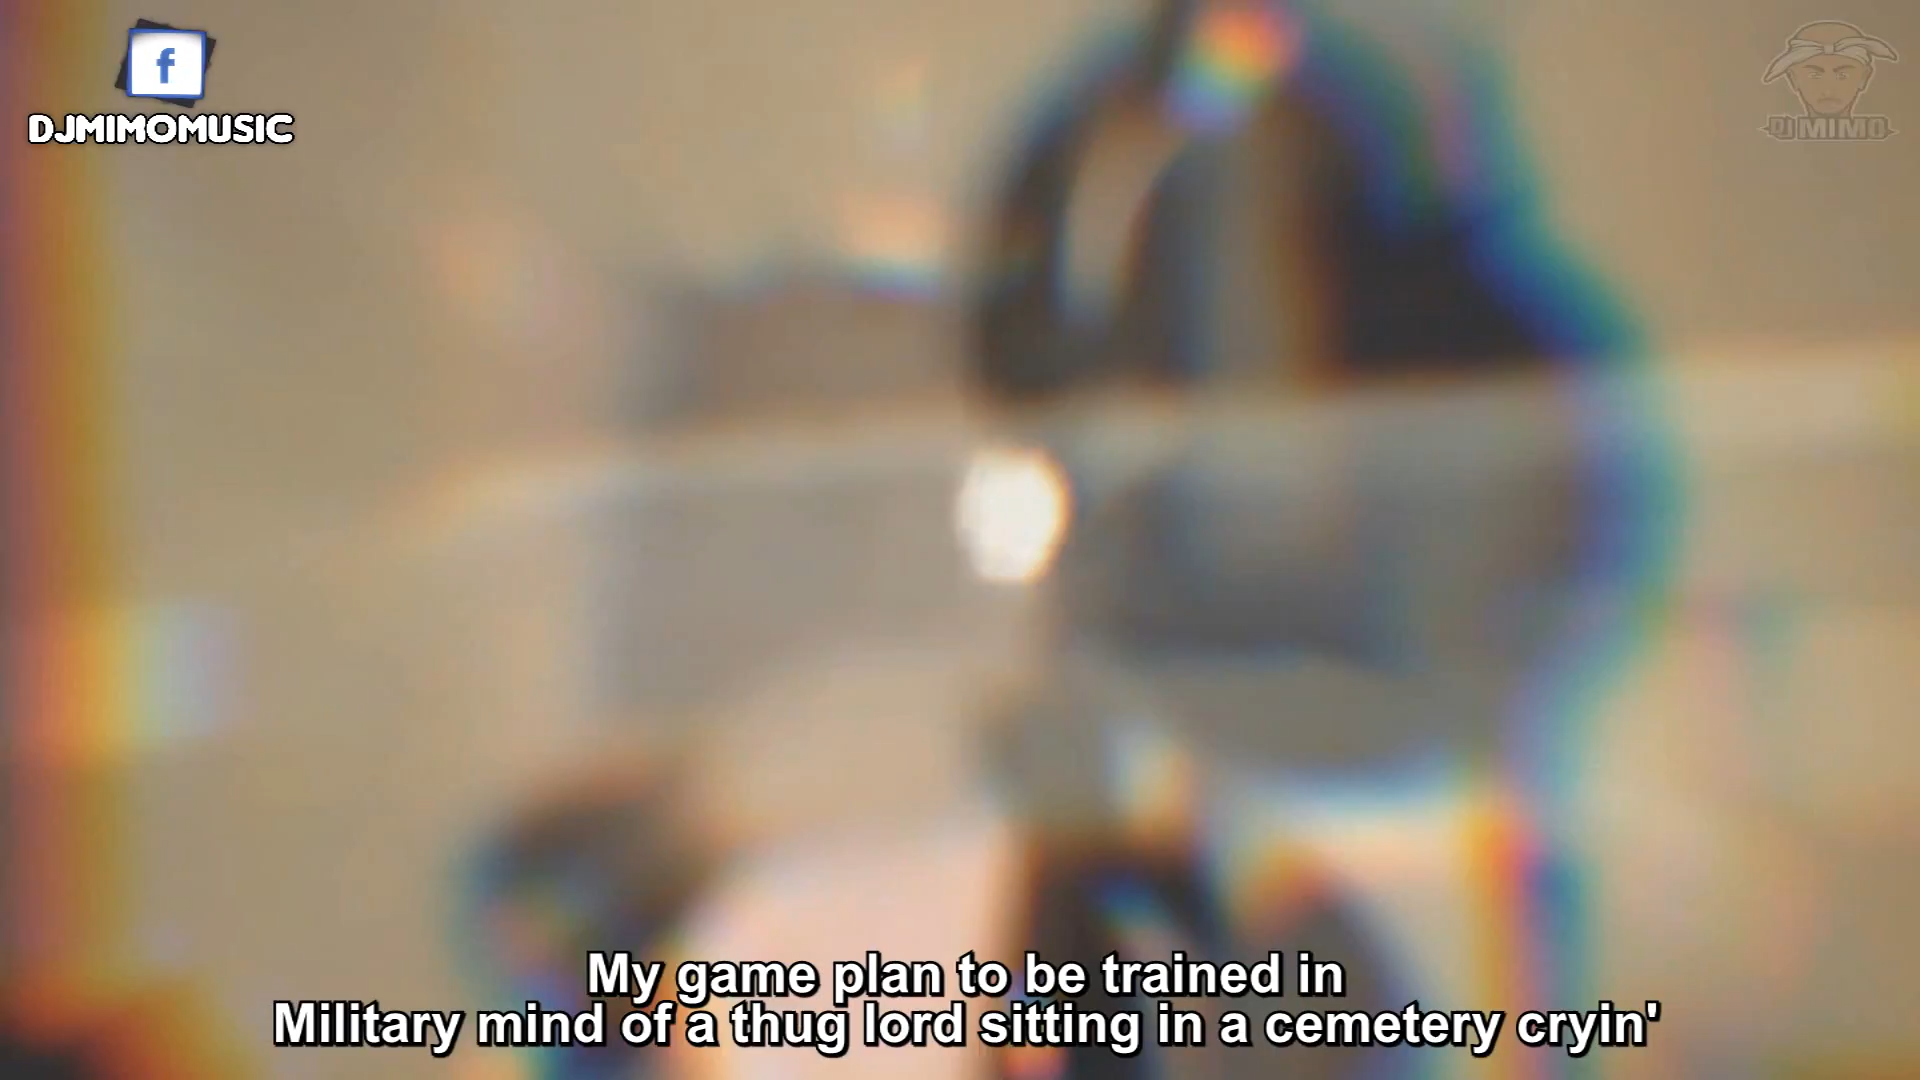 f
DJMIMOMUSIC
DJ MIMO
My game plan to be trained in
Military mind of a thug lord sitting in a cemetery cryin'